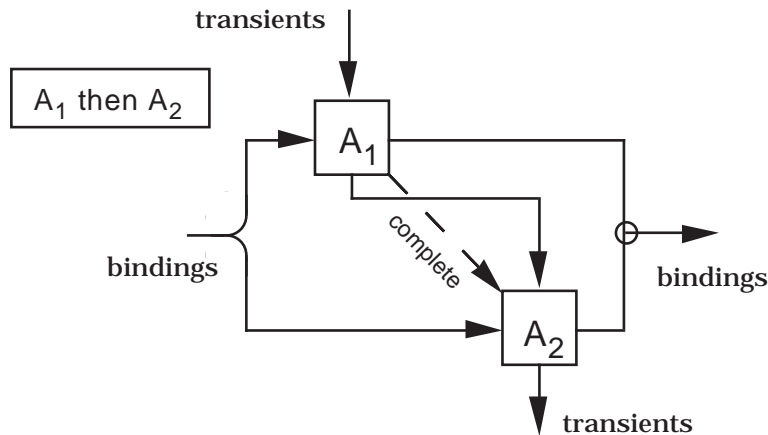 transients
A₁ then A₂
A₁
complete
bindings
bindings
A₂
transients